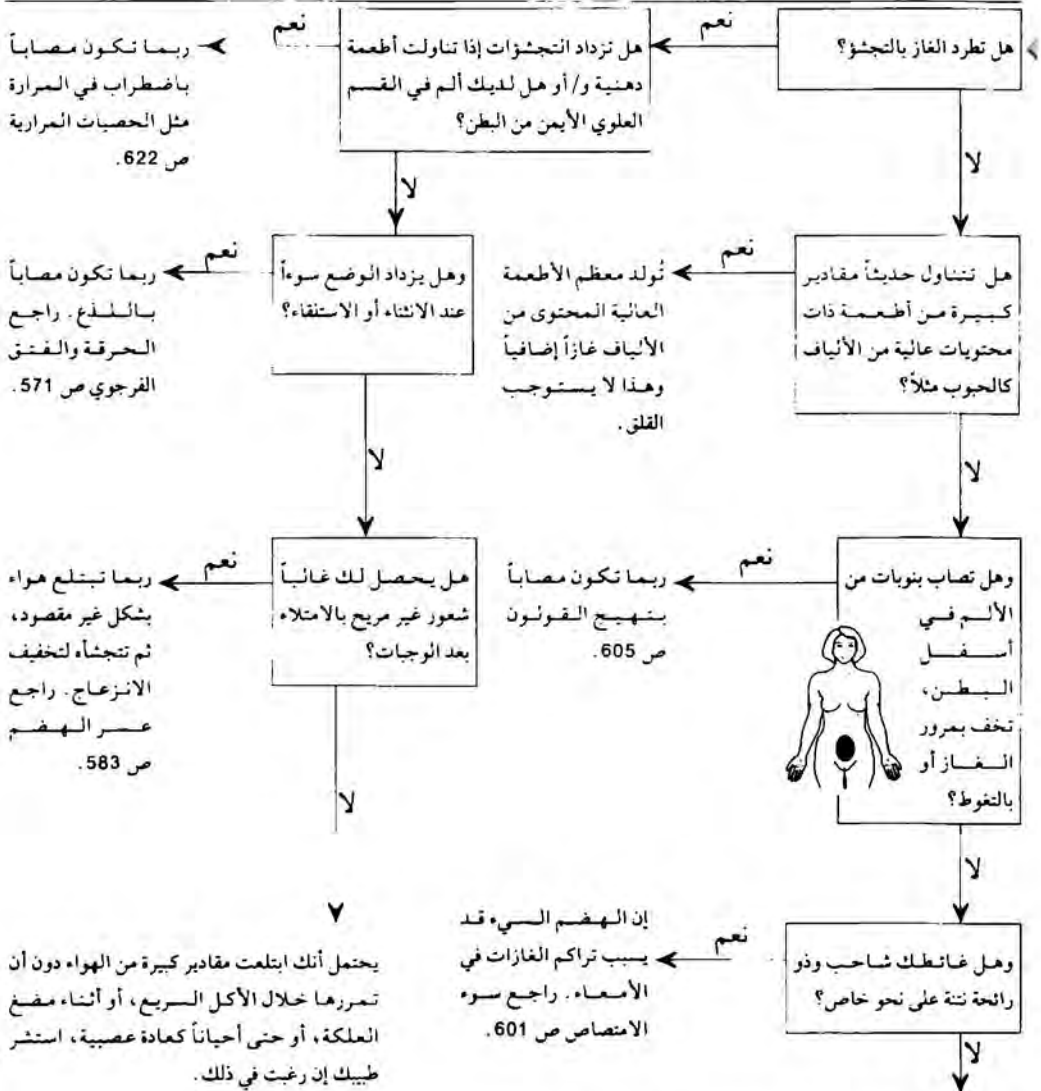 هل تطرد الغاز بالتجشؤ؟
نعم
هل تزداد التجشؤات إذا تناولت أطعمة
دهنية و/ أو هل لديك ألم في القسم
العلوي الأيمن من البطن؟
نعم
ربما تكون مصاباً
باضطراب في المرارة
مثل الحصيات المرارية
ص 622.
لا
لا
هل تتناول حديثاً مقادير
كبيرة من أطعمة ذات
محتويات عالية من الألياف
كالحبوب مثلاً؟
نعم
تُولد معظم الأطعمة
العالية المحتوى من
الألياف غازاً إضافياً
وهذا لا يستوجب
القلق.
وهل يزداد الوضع سوءاً
عند الانثناء أو الاستلقاء؟
نعم
ربما تكون مصاباً
باللذع. راجع
الحرقة والفتق
الفرجوي ص 571.
لا
لا
وهل تصاب بنوبات من
الألم في
أسفل
البطن،
تخف بمرور
الغاز أو
بالتغوط؟
نعم
ربما تكون مصاباً
بتهيج القولون
ص 605.
هل يحصل لك غالباً
شعور غير مريح بالامتلاء
بعد الوجبات؟
نعم
ربما تبتلع هواء
بشكل غير مقصود،
ثم تتجشأه لتخفيف
الانزعاج. راجع
عسر الهضم
ص 583.
لا
لا
وهل غائطك شاحب وذو
رائحة نتنة على نحو خاص؟
نعم
إن الهضم السيء قد
يسبب تراكم الغازات في
الأمعاء. راجع سوء
الامتصاص ص 601.
يحتمل أنك ابتلعت مقادير كبيرة من الهواء دون أن
تمررها خلال الأكل السريع، أو أثناء مضغ
العلكة، أو حتى أحياناً كعادة عصبية، استشر
طبيبك إن رغبت في ذلك.
لا